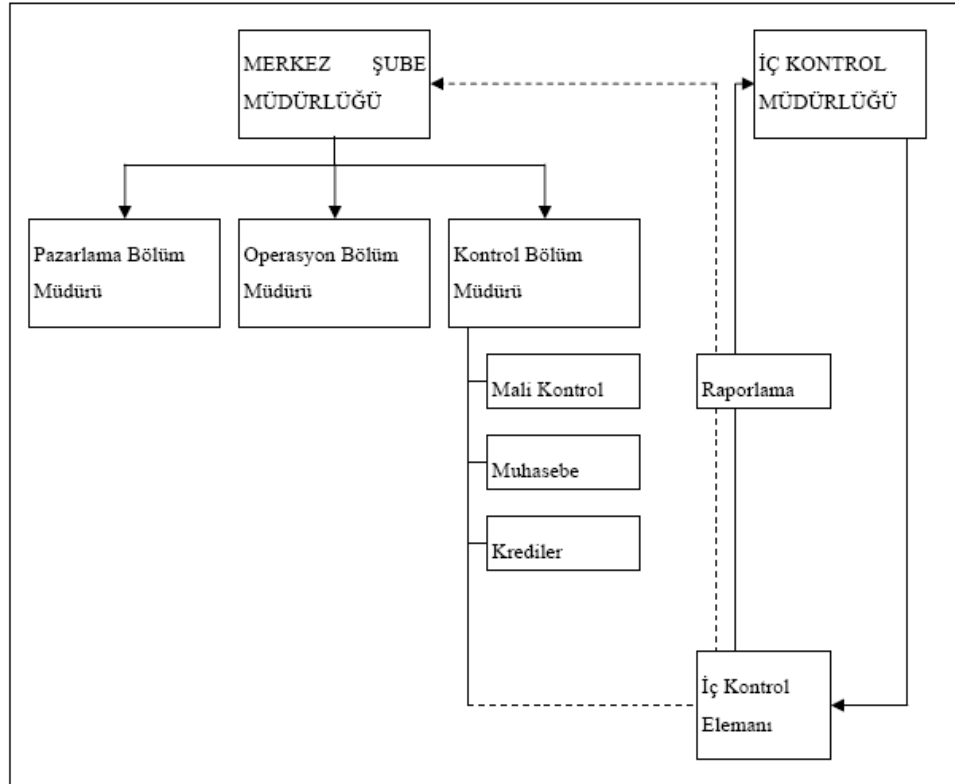 MERKEZ ŞUBE
MÜDÜRLÜĞÜ
İÇ KONTROL
MÜDÜRLÜĞÜ
Pazarlama Bölüm
Müdürü
Operasyon Bölüm
Müdürü
Kontrol Bölüm
Müdürü
Mali Kontrol
Raporlama
Muhasebe
Krediler
İç Kontrol
Elemanı